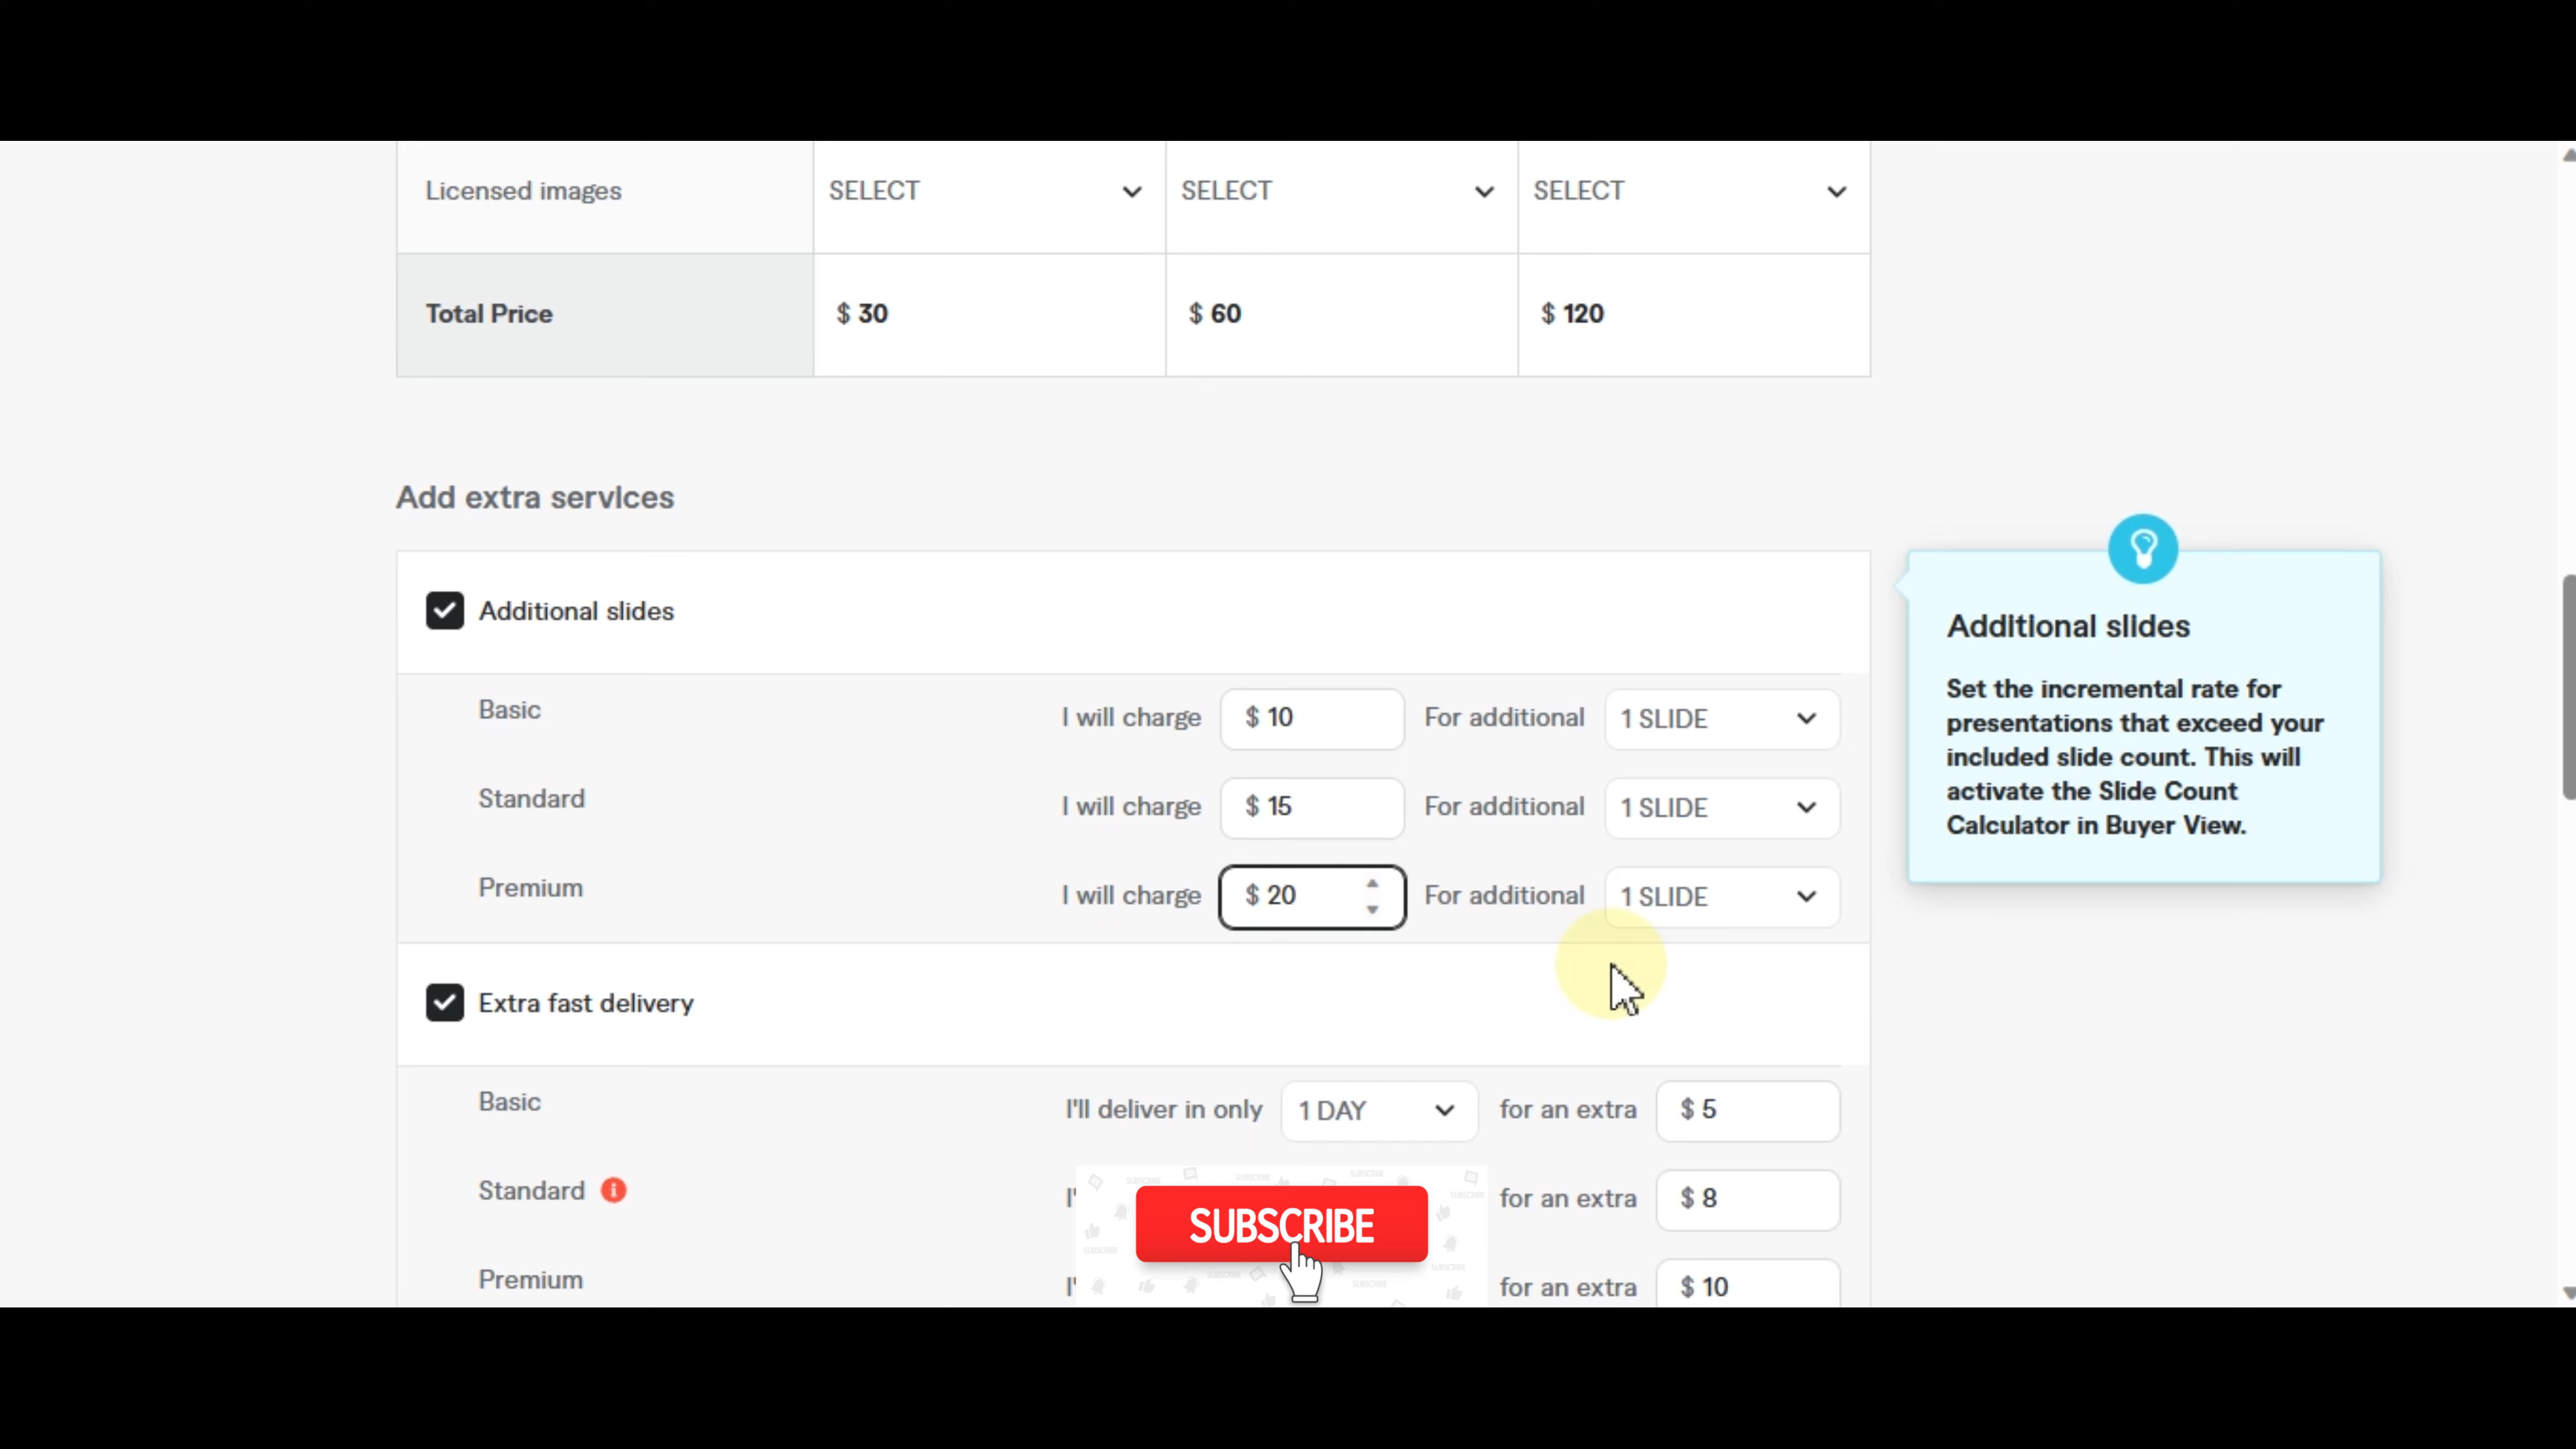 Licensed images SELECT SELECT SELECT
Total Price $ 30 $ 60 $ 120
Add extra services
Additional slides
Basic I will charge $ 10 For additional 1 SLIDE
Standard I will charge $ 15 For additional 1 SLIDE
Premium I will charge $ 20 For additional 1 SLIDE
Additional slides
Set the incremental rate for
presentations that exceed your
included slide count. This will
activate the Slide Count
Calculator in Buyer View.
Extra fast delivery
Basic I'll deliver in only 1 DAY for an extra $ 5
Standard I' for an extra $ 8
SUBSCRIBE
Premium I' for an extra $ 10